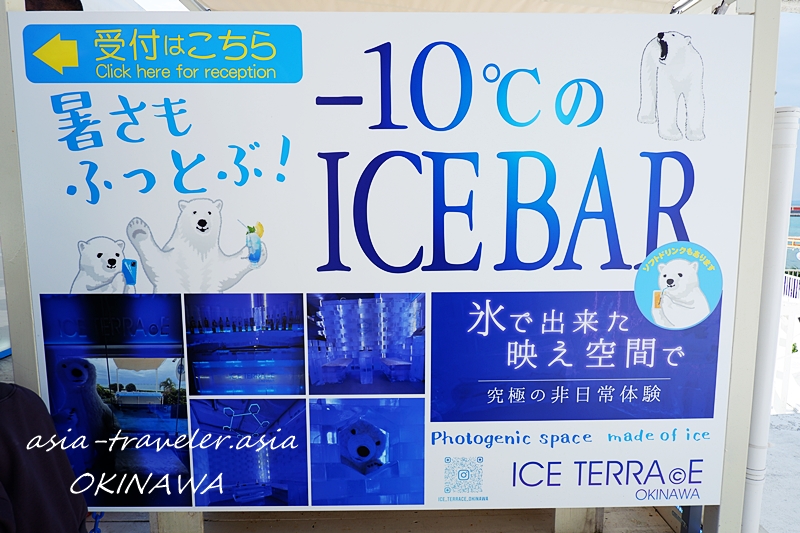 受付はこちら
Click here for reception
暑さも
ふっとぶ!
-10℃の
ICE BAR
ソフトドリンクもあります
ICE TERRA©E
氷で出来た
映え空間で
究極の非日常体験
Photogenic space made of ice
ICE_TERRACE_OKINAWA
ICE TERRA©E
OKINAWA
asia-traveler.asia
OKINAWA